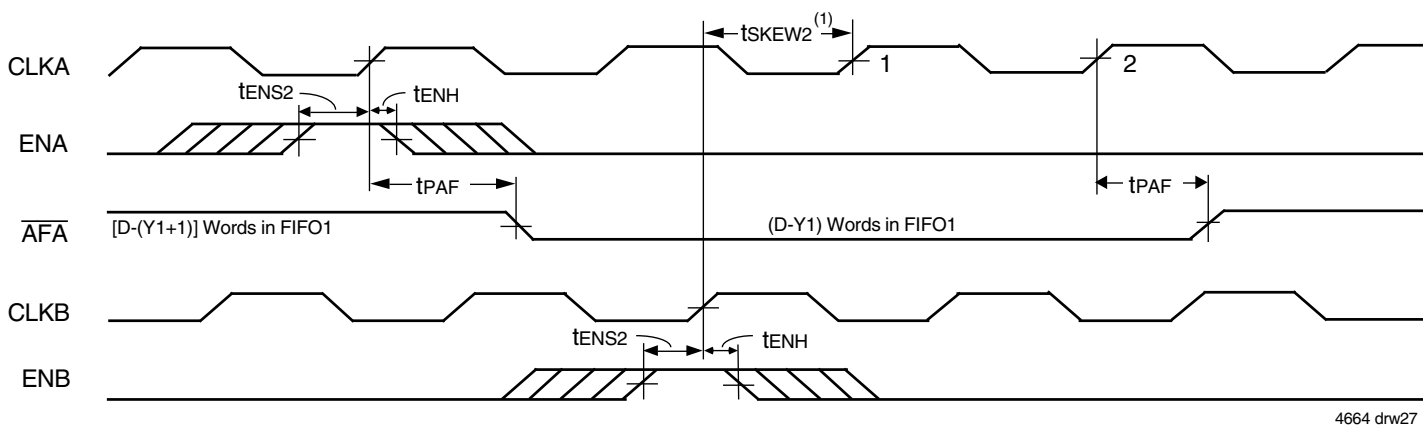 tSKEW2 (1)
CLKA
1
2
tENS2
tENH
ENA
tPAF
tPAF
AFA
[D-(Y1+1)] Words in FIFO1
(D-Y1) Words in FIFO1
CLKB
tENS2
tENH
ENB
4664 drw27